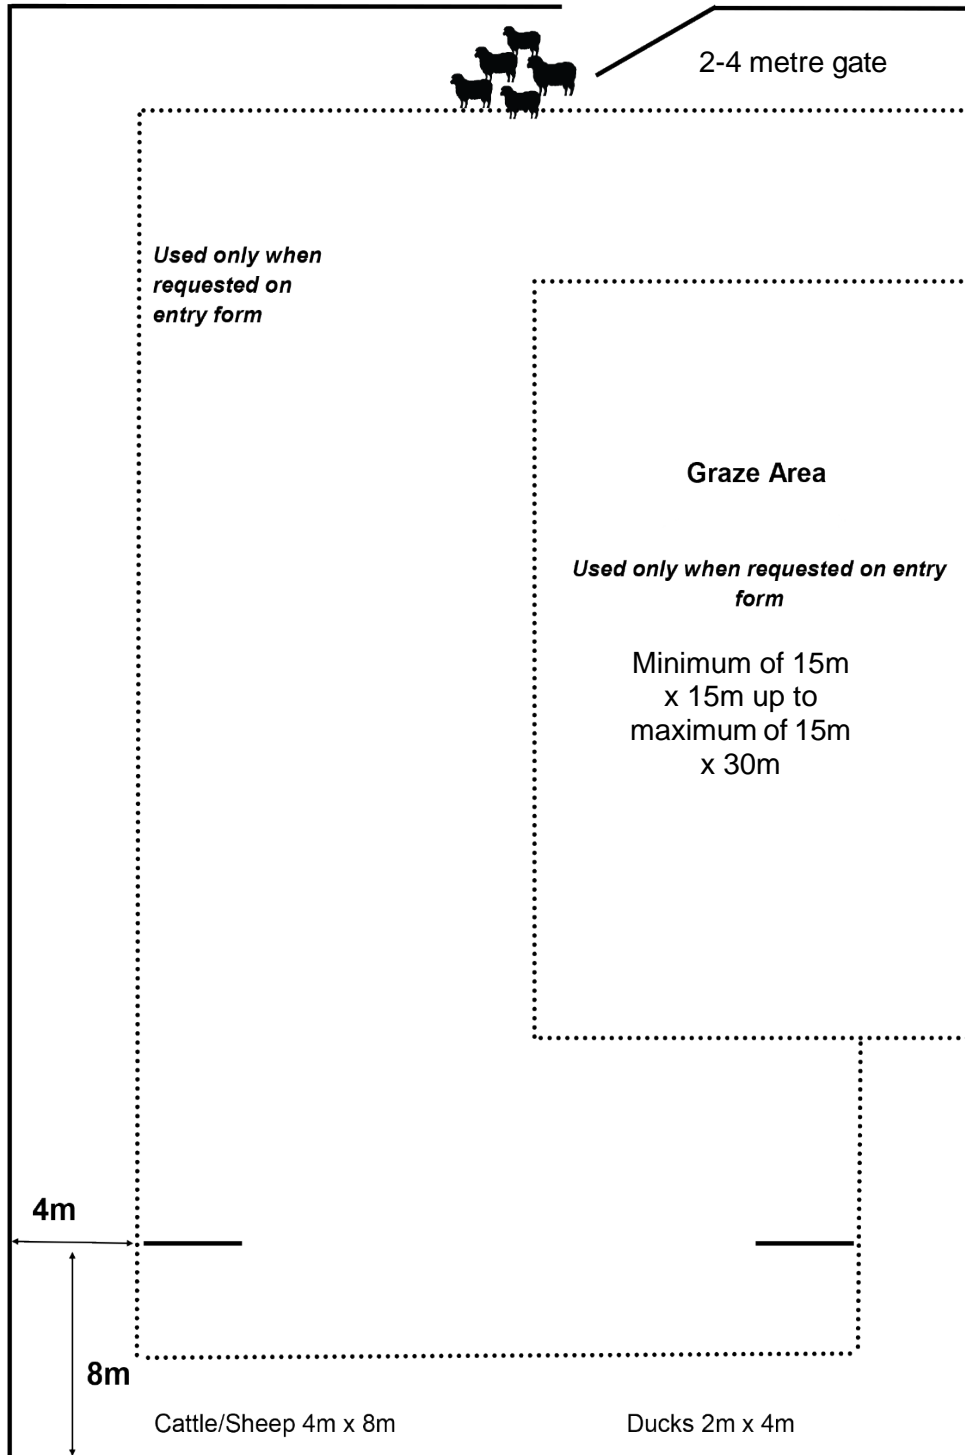 2-4 metre gate
Used only when
requested on
entry form
Graze Area
Used only when requested on entry
form
Minimum of 15m
x 15m up to
maximum of 15m
x 30m
4m
8m
Cattle/Sheep 4m x 8m
Ducks 2m x 4m